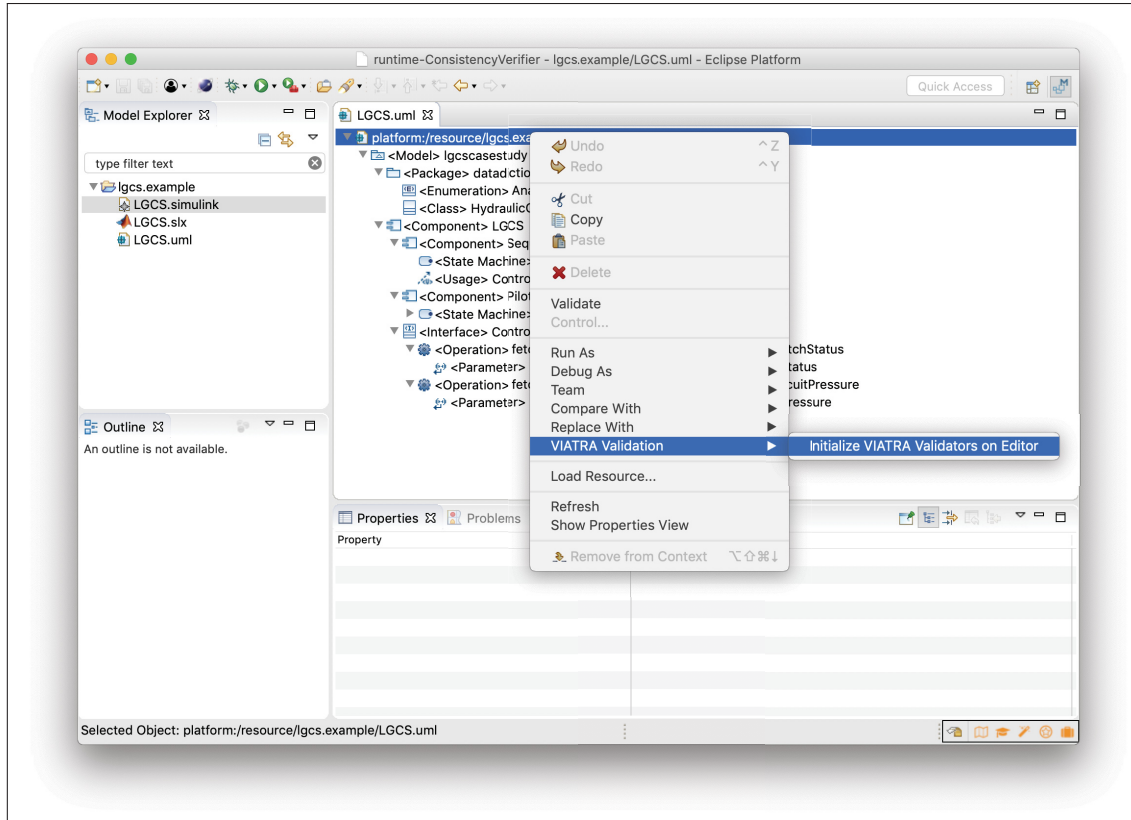 runtime-ConsistencyVerifier - lgcs.example/LGCS.uml - Eclipse Platform
Quick Access
Model Explorer
type filter text
lgcs.example
LGCS.simulink
LGCS.slx
LGCS.uml
Outline
An outline is not available.
LGCS.uml
platform:/resource/lgcs.exa
<Model> lgcscasestudy
<Package> datadctio
<Enumeration> Ana
<Class> Hydraulic
<Component> LGCS
<Component> Seq
<State Machine>
<Usage> Contro
<Component> Pilot
<State Machine>
<Interface> Contro
<Operation> fet
tchStatus
<Parameter>
tatus
<Operation> fet
cuitPressure
<Parameter>
ressure
Undo ^ Z
Redo ^ Y
Cut
Copy
Paste
Delete
Validate
Control...
Run As
Debug As
Team
Compare With
Replace With
VIATRA Validation
Initialize VIATRA Validators on Editor
Load Resource...
Refresh
Show Properties View
Remove from Context ⌥⇧⌘↓
Properties
Problems
Property
Selected Object: platform:/resource/lgcs.example/LGCS.uml